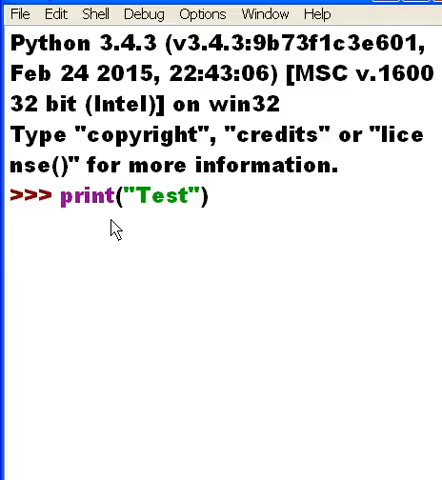 File Edit Shell Debug Options Window Help
Python 3.4.3 (v3.4.3:9b73f1c3e601,
Feb 24 2015, 22:43:06) [MSC v.1600
32 bit (Intel)] on win32
Type "copyright", "credits" or "lice
nse()" for more information.
>>> print("Test")